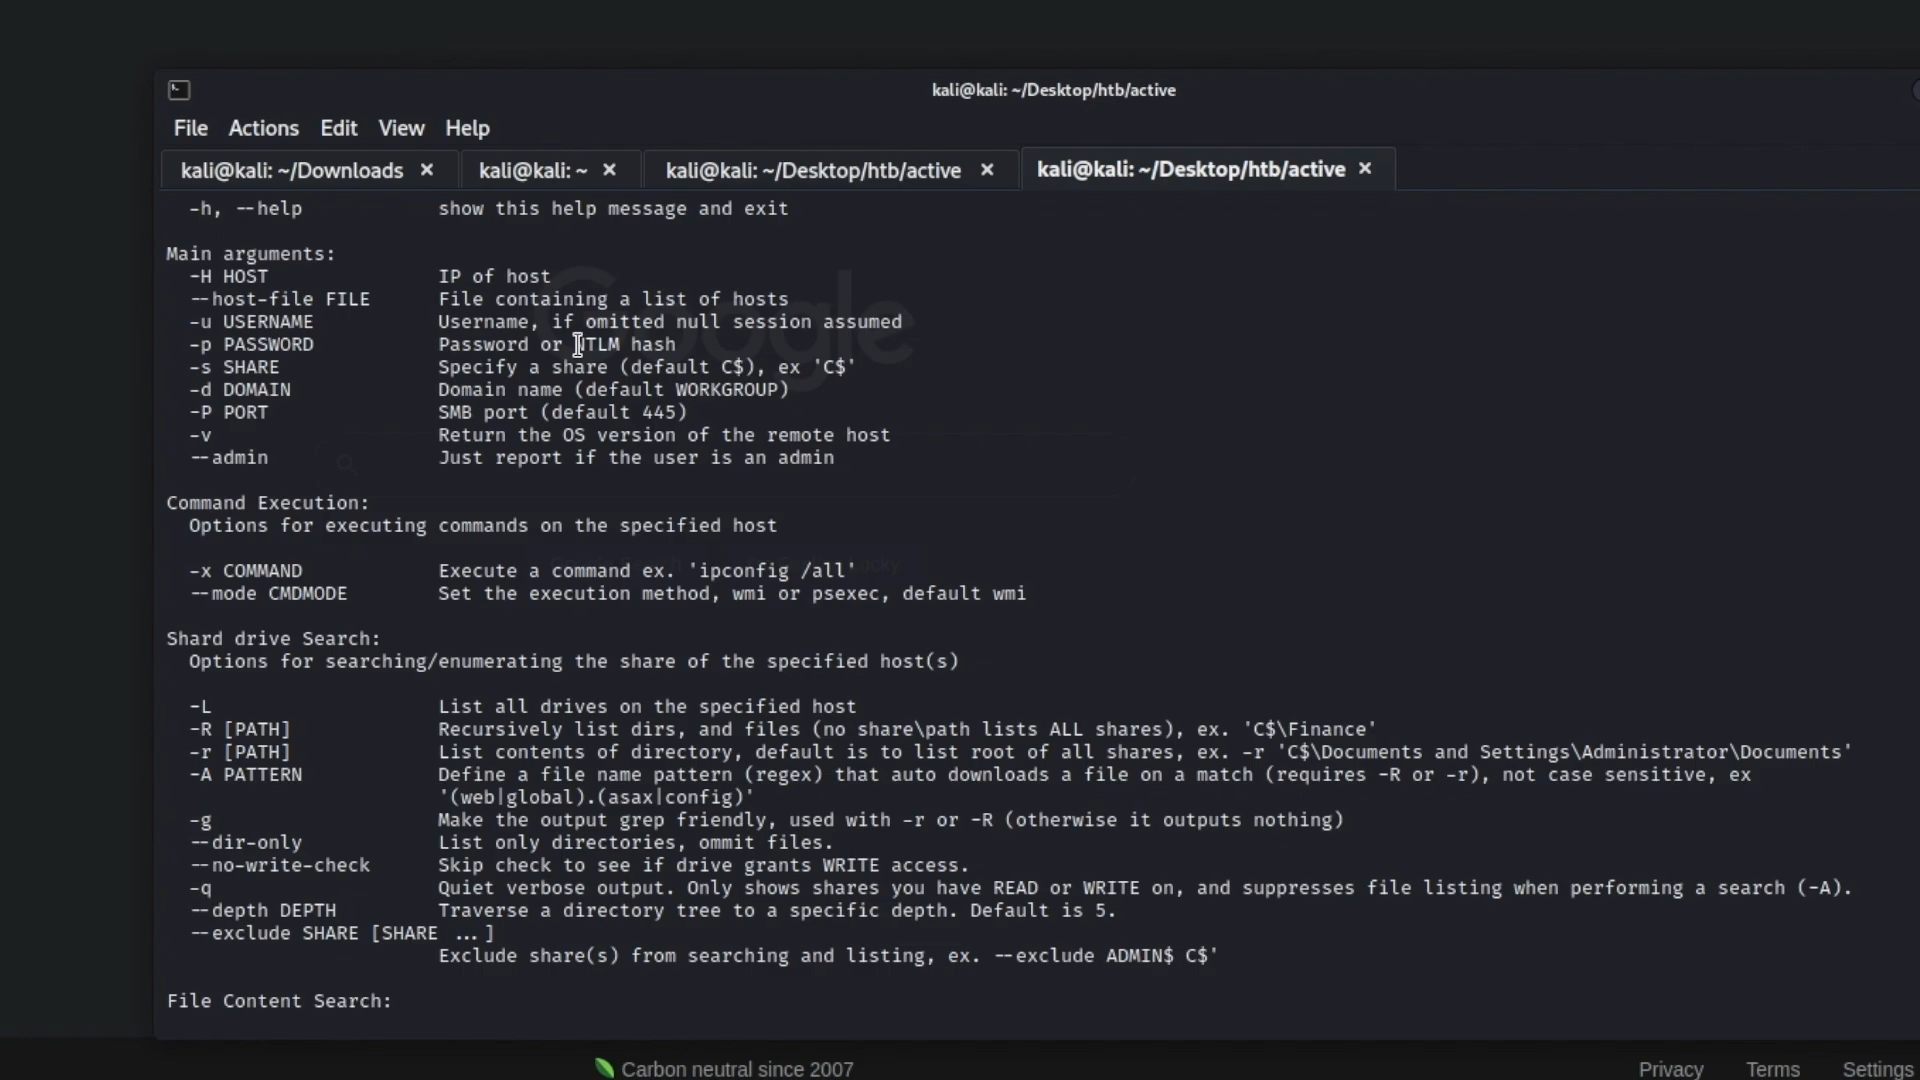 kali@kali: ~/Desktop/htb/active
File Actions Edit View Help
kali@kali: ~/Downloads × kali@kali: ~ × kali@kali: ~/Desktop/htb/active × kali@kali: ~/Desktop/htb/active ×
-h, --help show this help message and exit
Main arguments:
-H HOST IP of host
--host-file FILE File containing a list of hosts
-u USERNAME Username, if omitted null session assumed
-p PASSWORD Password or NTLM hash
-s SHARE Specify a share (default C$), ex 'C$'
-d DOMAIN Domain name (default WORKGROUP)
-P PORT SMB port (default 445)
-v Return the OS version of the remote host
--admin Just report if the user is an admin
Command Execution:
Options for executing commands on the specified host
-x COMMAND Execute a command ex. 'ipconfig /all'
--mode CMDMODE Set the execution method, wmi or psexec, default wmi
Shard drive Search:
Options for searching/enumerating the share of the specified host(s)
-L List all drives on the specified host
-R [PATH] Recursively list dirs, and files (no share\path lists ALL shares), ex. 'C$\Finance'
-r [PATH] List contents of directory, default is to list root of all shares, ex. -r 'C$\Documents and Settings\Administrator\Documents'
-A PATTERN Define a file name pattern (regex) that auto downloads a file on a match (requires -R or -r), not case sensitive, ex
'(web|global).(asax|config)'
-g Make the output grep friendly, used with -r or -R (otherwise it outputs nothing)
--dir-only List only directories, ommit files.
--no-write-check Skip check to see if drive grants WRITE access.
-q Quiet verbose output. Only shows shares you have READ or WRITE on, and suppresses file listing when performing a search (-A).
--depth DEPTH Traverse a directory tree to a specific depth. Default is 5.
--exclude SHARE [SHARE ...]
Exclude share(s) from searching and listing, ex. --exclude ADMIN$ C$'
File Content Search:
Google
Carbon neutral since 2007 Privacy Terms Settings